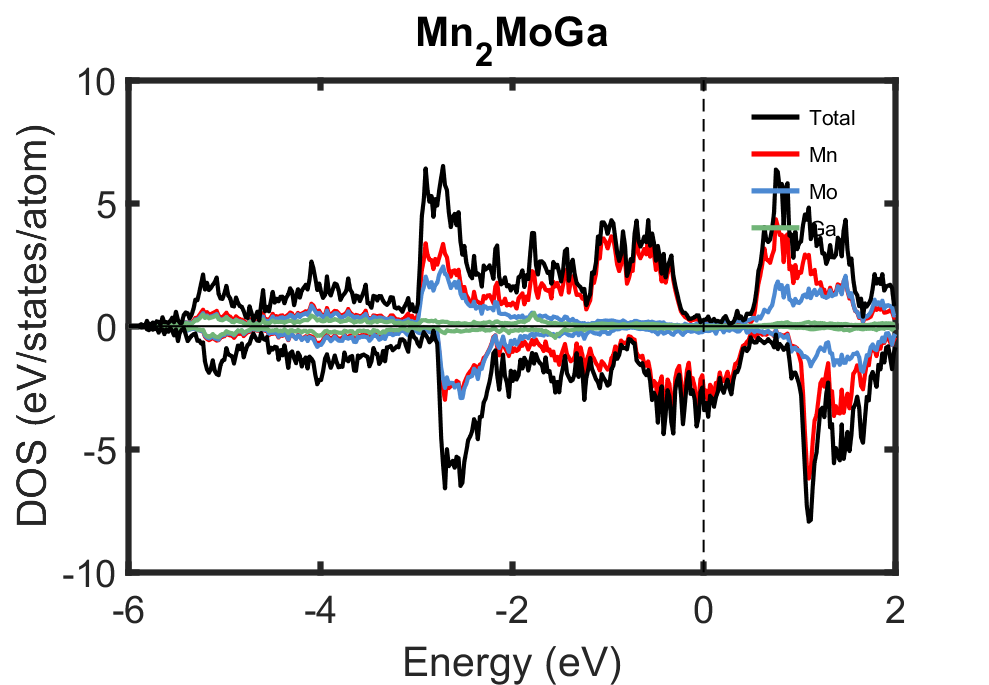 Mn₂MoGa
10
5
0
-5
-10
DOS (eV/states/atom)
Total
Mn
Mo
Ga
-6 -4 -2 0 2
Energy (eV)